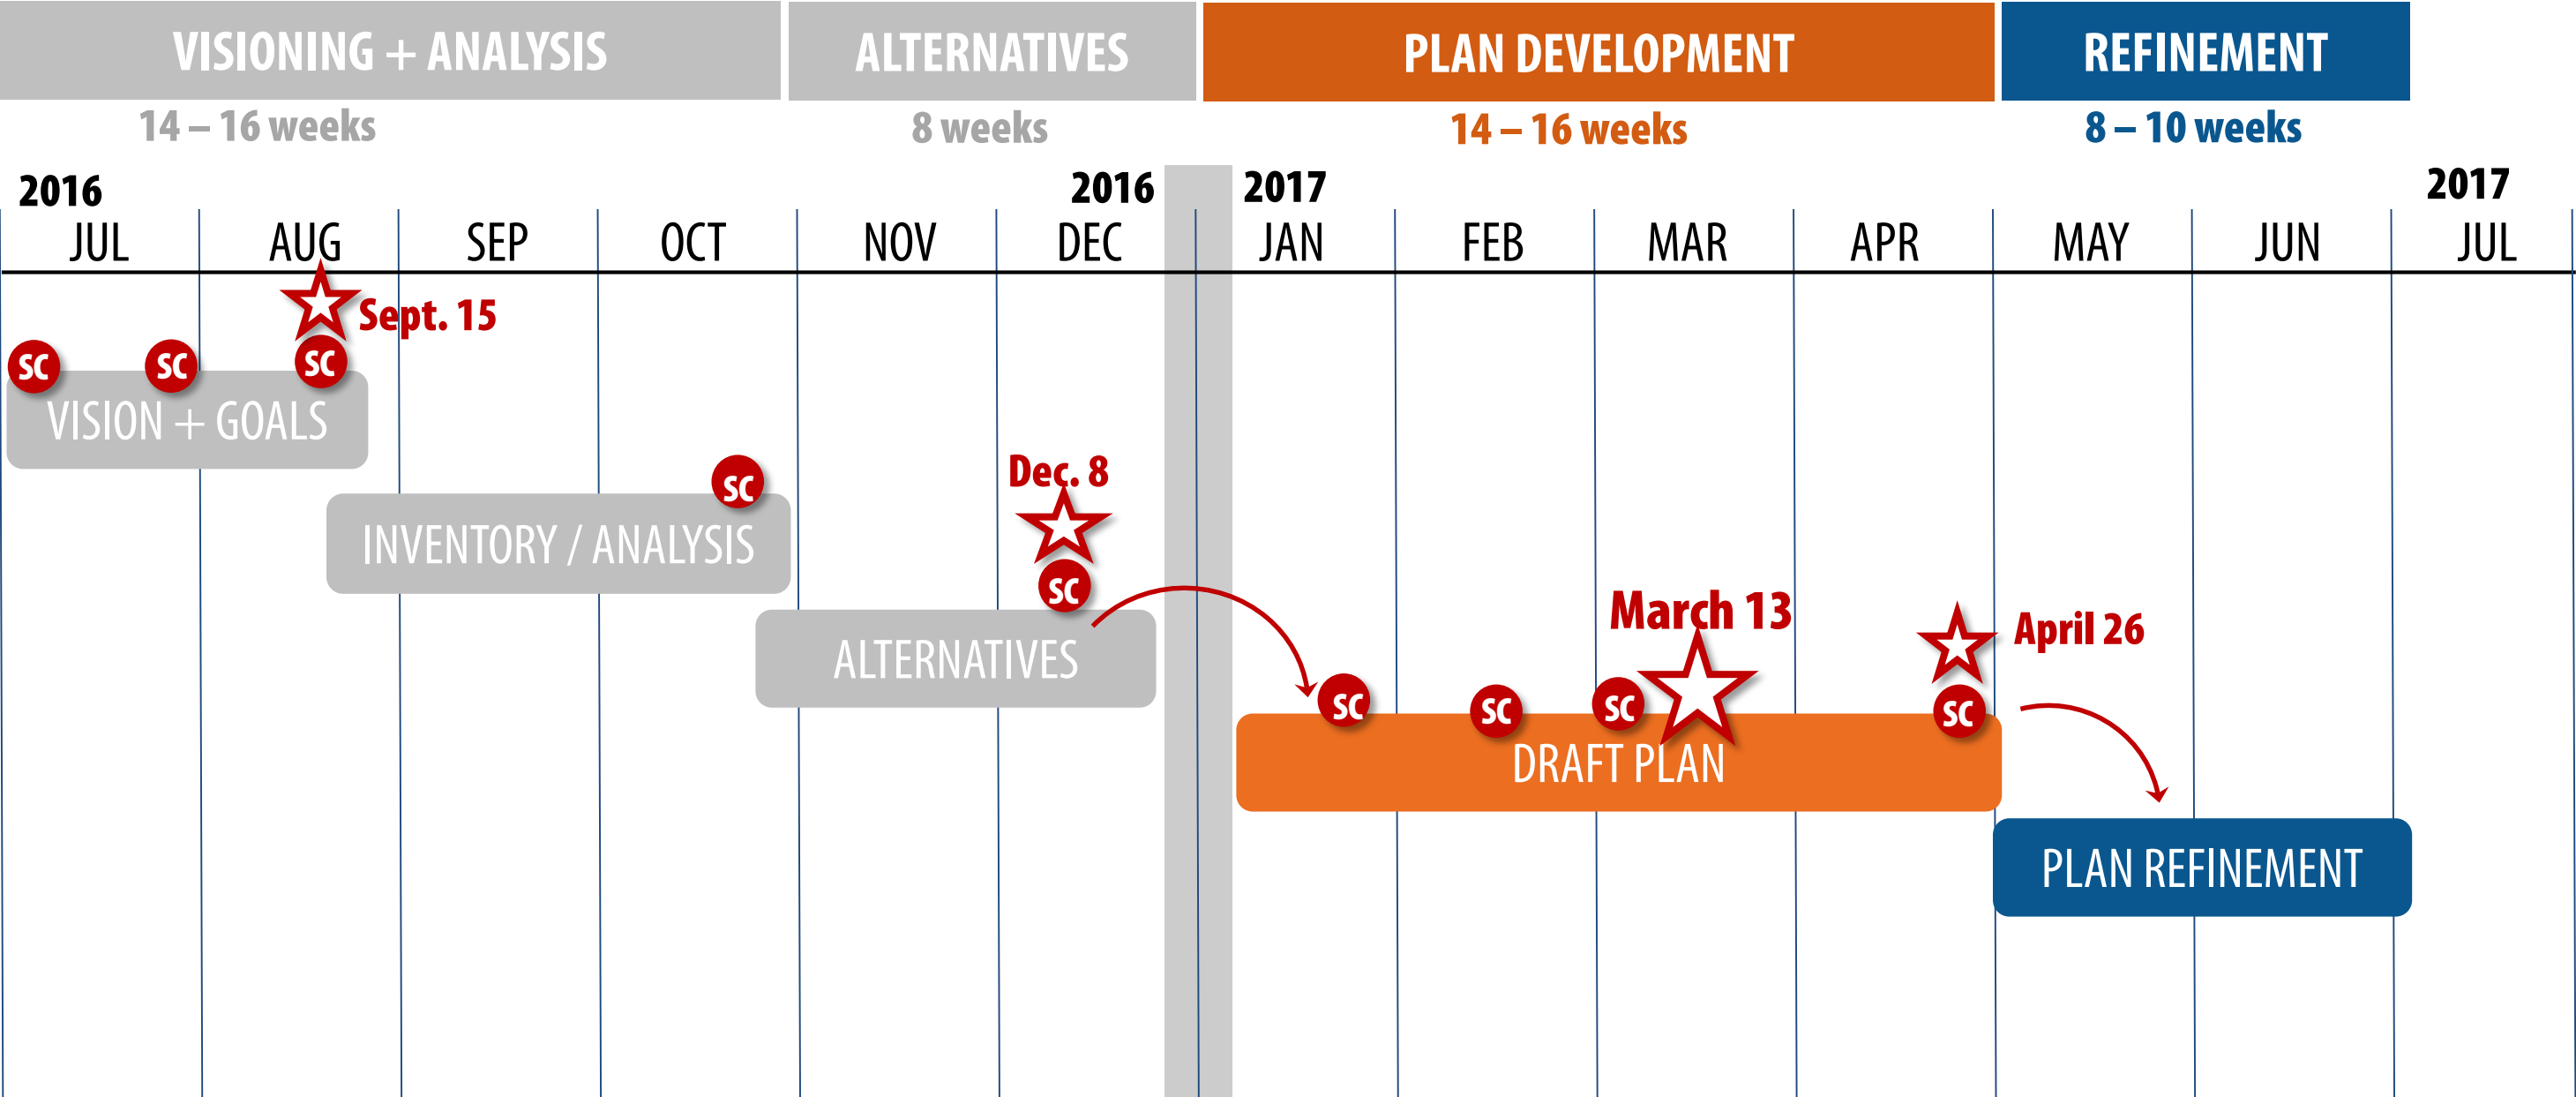 VISIONING + ANALYSIS
ALTERNATIVES
PLAN DEVELOPMENT
REFINEMENT
14 – 16 weeks
8 weeks
14 – 16 weeks
8 – 10 weeks
2016
2016
2017
2017
JUL
AUG
SEP
OCT
NOV
DEC
JAN
FEB
MAR
APR
MAY
JUN
JUL
Sept. 15
SC
SC
SC
VISION + GOALS
SC
INVENTORY / ANALYSIS
Dec. 8
SC
ALTERNATIVES
March 13
April 26
SC
SC
SC
SC
DRAFT PLAN
PLAN REFINEMENT